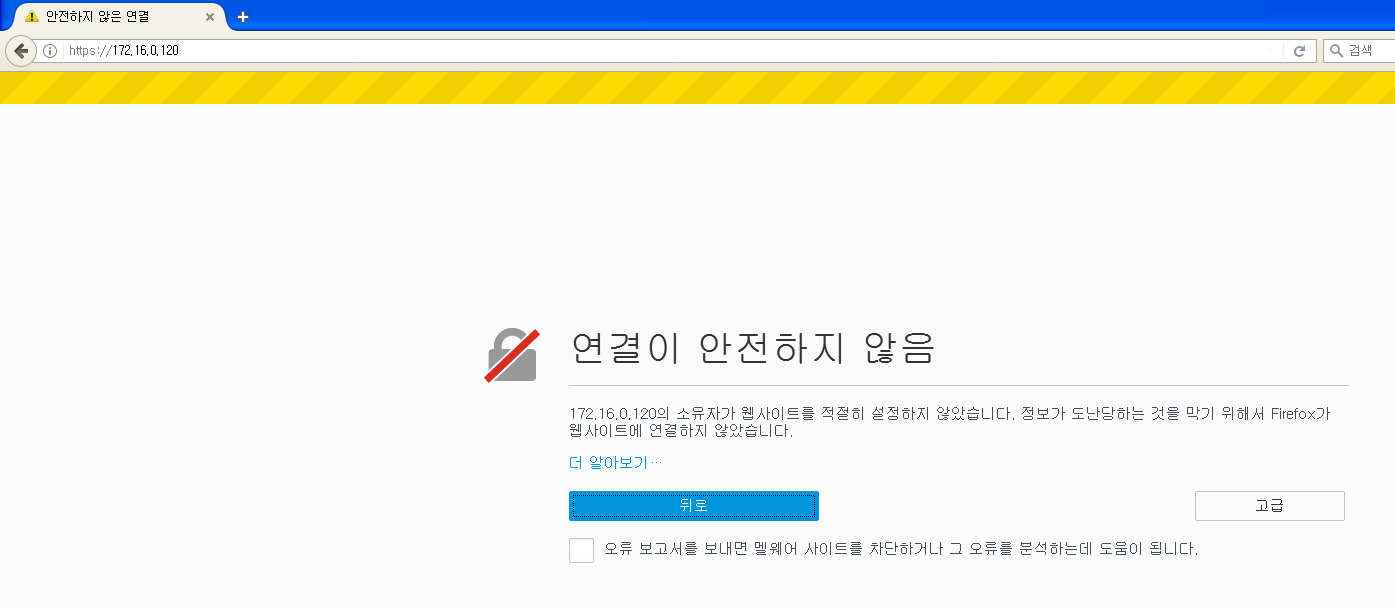 안전하지 않은 연결
https://172.16.0.120
검색
연결이 안전하지 않음
172.16.0.120의 소유자가 웹사이트를 적절히 설정하지 않았습니다. 정보가 도난당하는 것을 막기 위해서 Firefox가
웹사이트에 연결하지 않았습니다.
더 알아보기…
뒤로
고급
오류 보고서를 보내면 멜웨어 사이트를 차단하거나 그 오류를 분석하는데 도움이 됩니다.